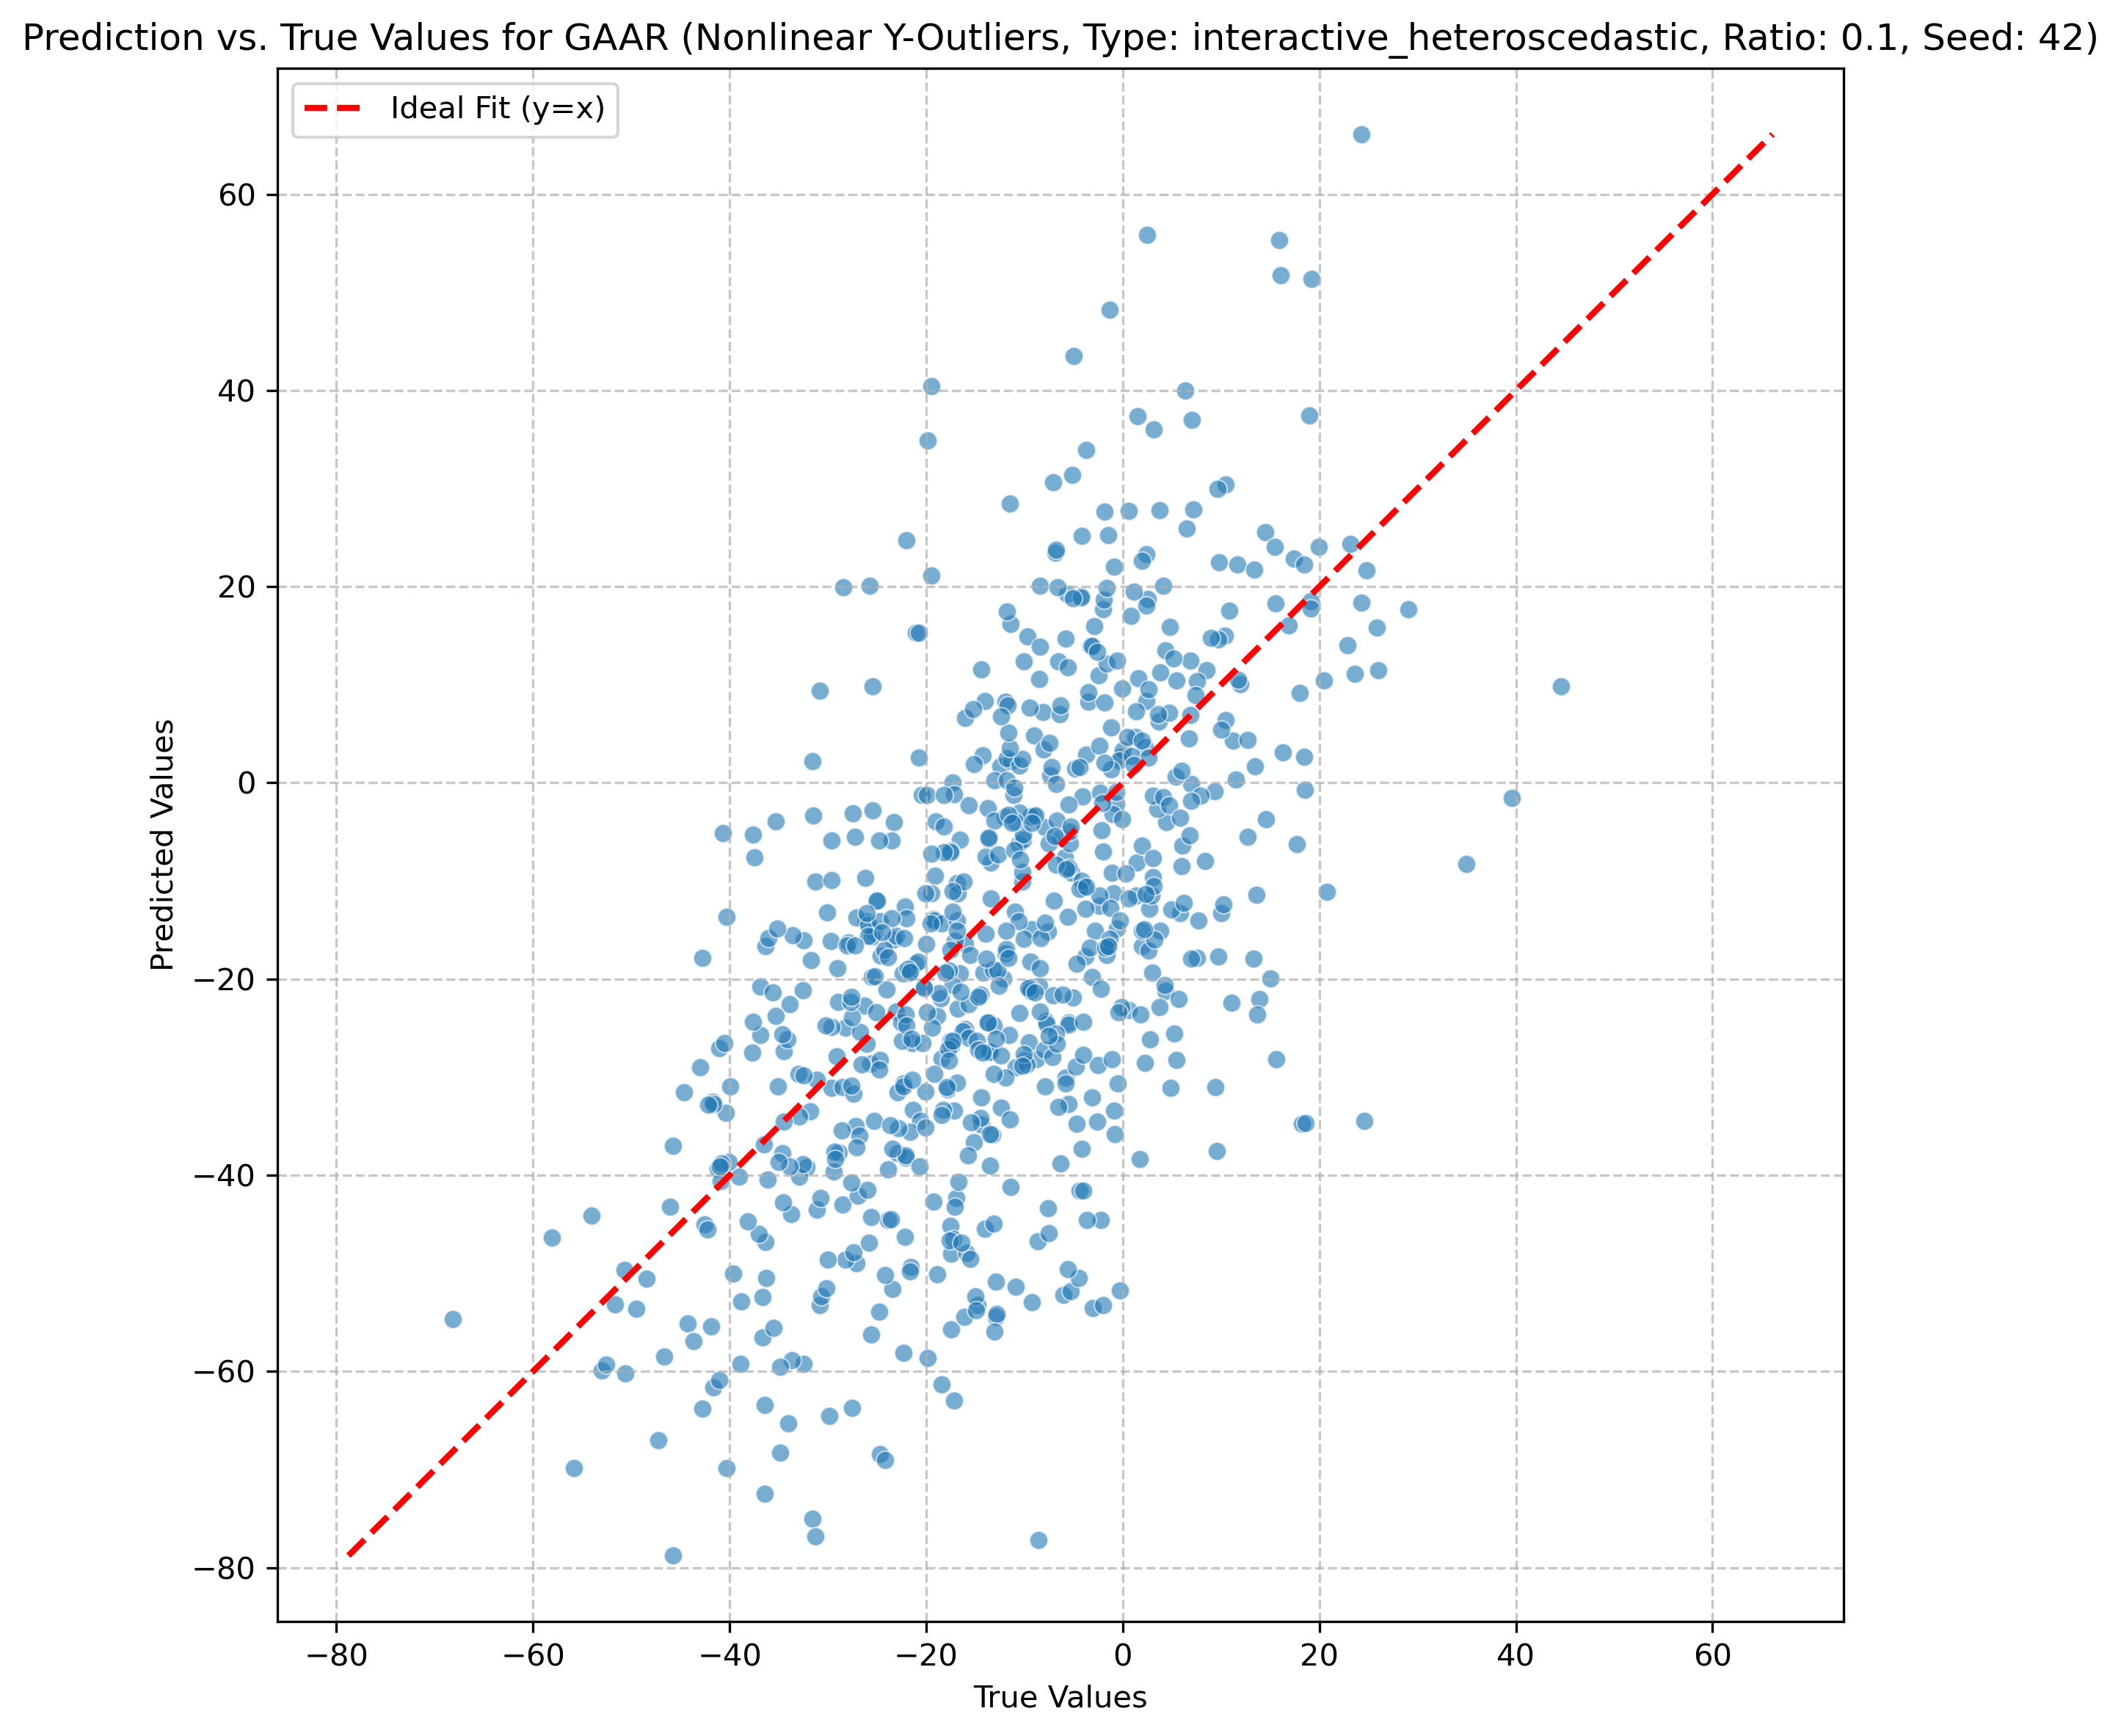 Prediction vs. True Values for GAAR (Nonlinear Y-Outliers, Type: interactive_heteroscedastic, Ratio: 0.1, Seed: 42)
Ideal Fit (y=x)
60
40
20
0
−20
−40
−60
−80
Predicted Values
−80 −60 −40 −20 0 20 40 60
True Values